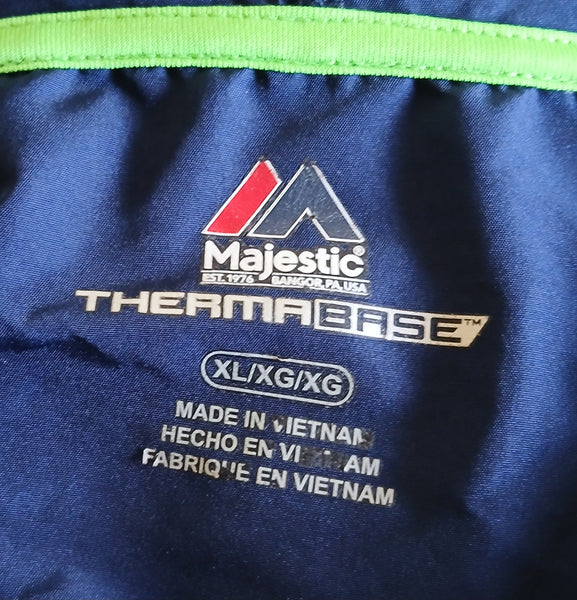 Majestic
EST. 1976 BANGOR, PA, USA
THERMABASE™
XL/XG/XG
MADE IN VIETNAM
HECHO EN VIETNAM
FABRIQUE EN VIETNAM